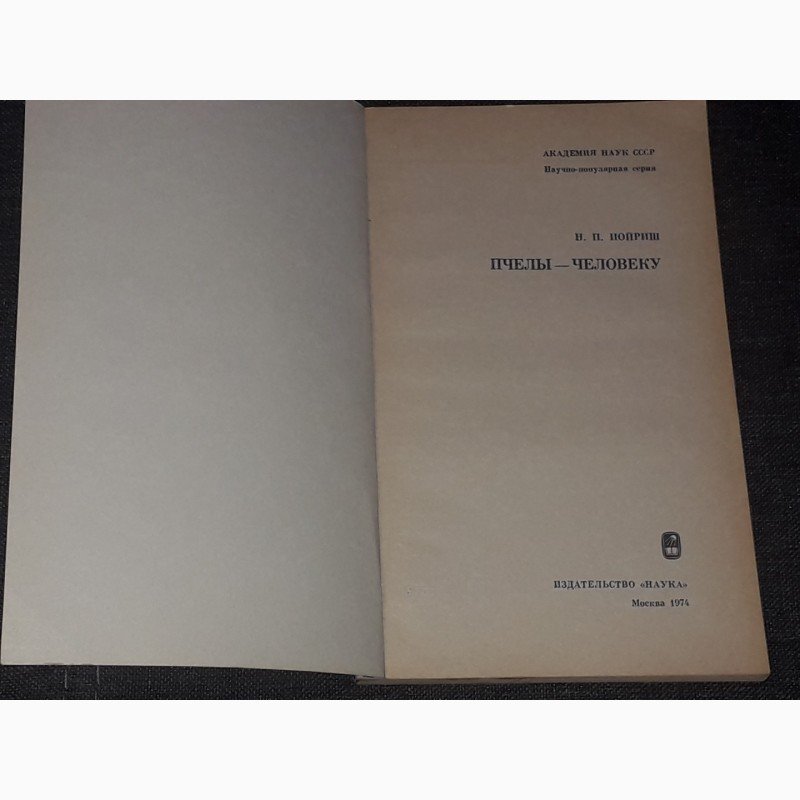 АКАДЕМИЯ НАУК СССР
Научно-популярная серия
Н. П. ИОЙРИШ
ПЧЕЛЫ — ЧЕЛОВЕКУ
ИЗДАТЕЛЬСТВО «НАУКА»
Москва 1974